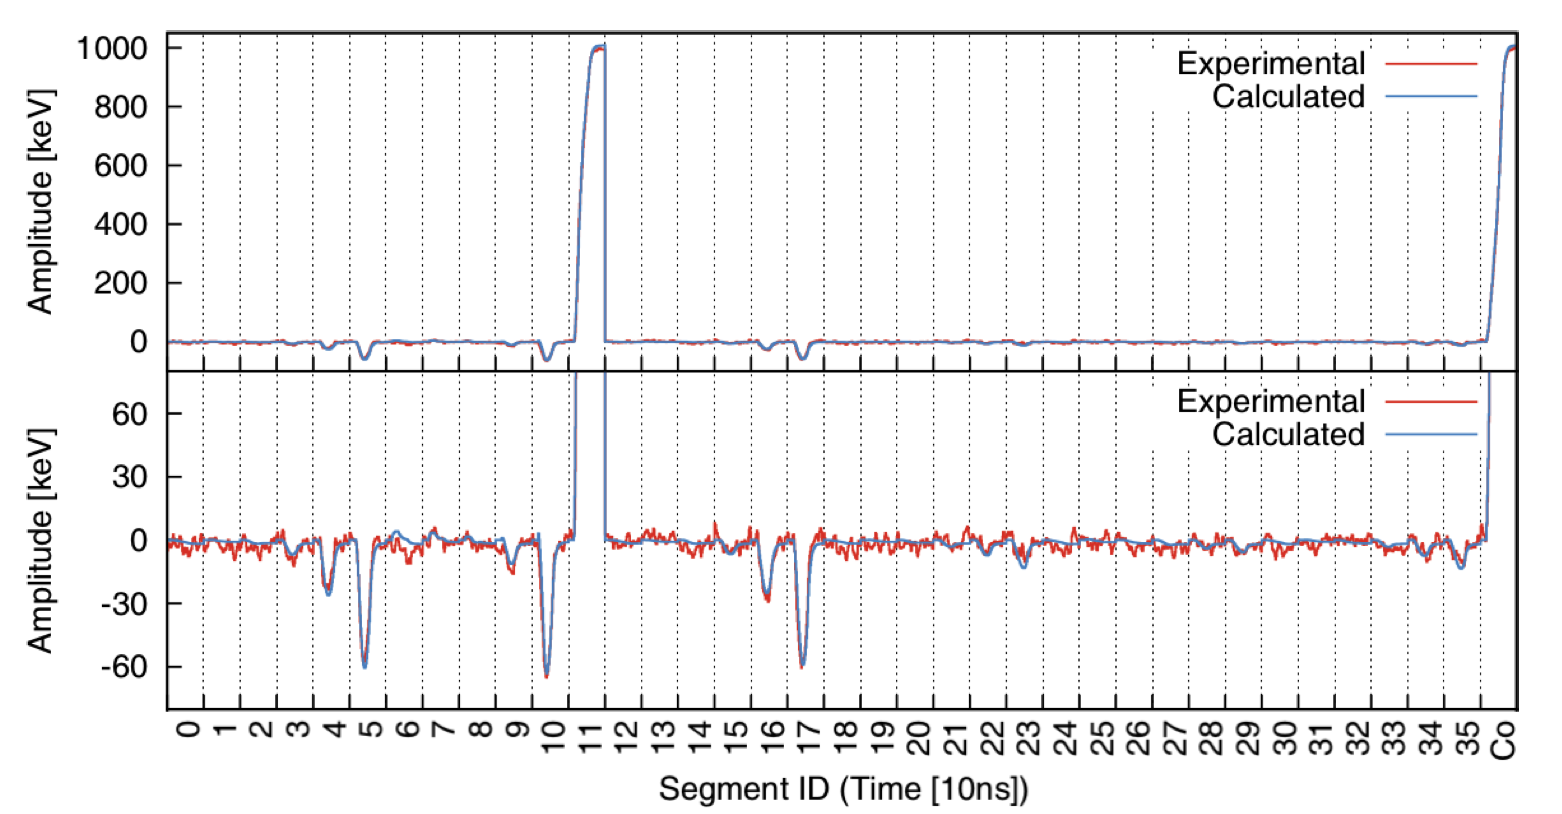 Amplitude [keV]
1000
800
600
400
200
0
Experimental
Calculated
Amplitude [keV]
60
30
0
-30
-60
Experimental
Calculated
0 1 2 3 4 5 6 7 8 9 10 11 12 13 14 15 16 17 18 19 20 21 22 23 24 25 26 27 28 29 30 31 32 33 34 35 Co
Segment ID (Time [10ns])